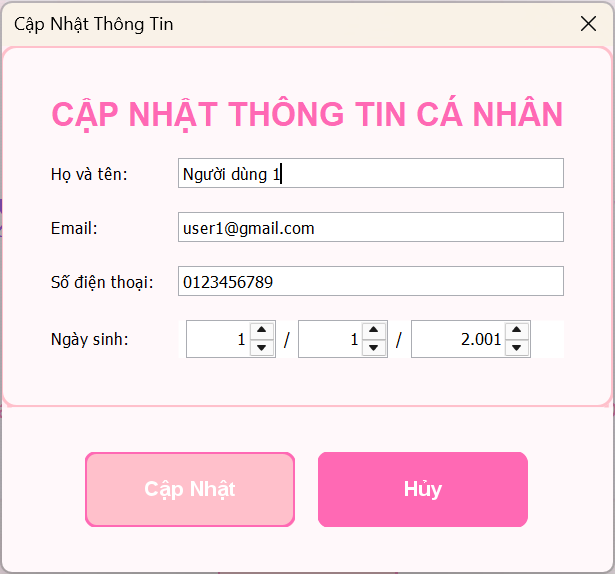 Cập Nhật Thông Tin
CẬP NHẬT THÔNG TIN CÁ NHÂN
Họ và tên: Người dùng 1
Email: user1@gmail.com
Số điện thoại: 0123456789
Ngày sinh: 1 / 1 / 2.001
Cập Nhật Hủy